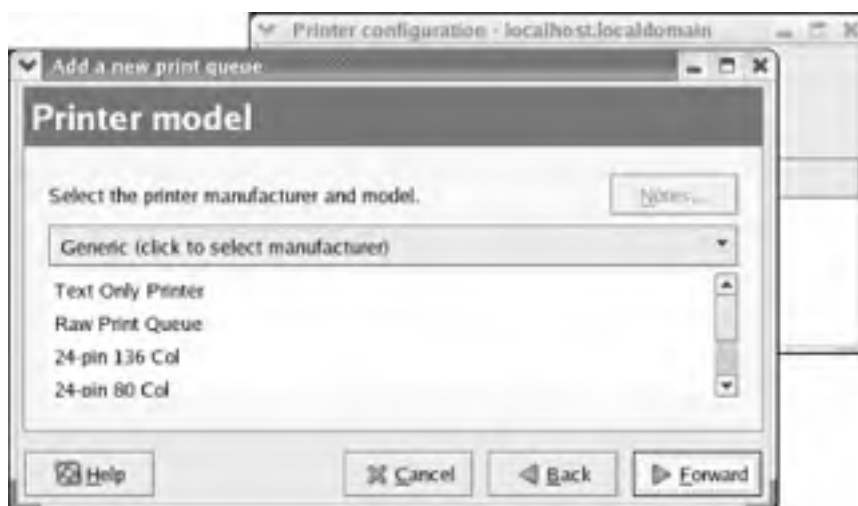 Printer configuration - localhost.localdomain
Add a new print queue
Printer model
Select the printer manufacturer and model.
Notes...
Generic (click to select manufacturer)
Text Only Printer
Raw Print Queue
24-pin 136 Col
24-pin 80 Col
Help
Cancel
Back
Forward